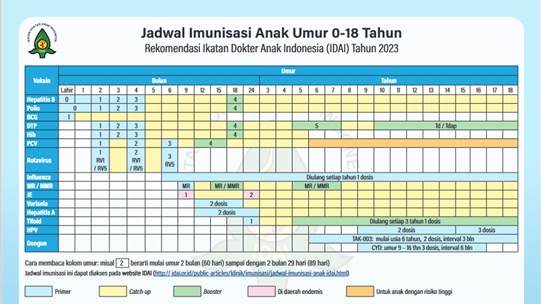 Jadwal Imunisasi Anak Umur 0-18 Tahun
Rekomendasi Ikatan Dokter Anak Indonesia (IDAI) Tahun 2023
Vaksin Umur
Bulan Tahun
Lahir 1 2 3 4 5 6 9 12 15 18 24 3 4 5 6 7 8 9 10 11 12 13 14 15 16 17 18
Hepatitis B 0 1 2 3 4
Polio 0 1 2 3 4
BCG 1
DTP 1 2 3 4 5 Td / Tdap
Hib 1 2 3 4
PCV 1 2 3 4
Rotavirus 1 RV1 / RV5 2 RV1 / RV5 3 RV5
Influenza Diulang setiap tahun 1 dosis
MR / MMR MR MR / MMR MR / MMR
JE 1 2
Varisela 2 dosis
Hepatitis A 2 dosis
Tifoid 1 Diulang setiap 3 tahun 1 dosis
HPV 2 dosis 3 dosis
Dengue TAK-003: mulai usia 6 tahun, 2 dosis, interval 3 bln
CYD: umur 9 - 16 thn 3 dosis, interval 6 bln
Cara membaca kolom umur: misal 2 berarti mulai umur 2 bulan (60 hari) sampai dengan 2 bulan 29 hari (89 hari)
Jadwal imunisasi ini dapat diakses pada website IDAI (http://idai.or.id/public-articles/klinik/imunisasi/jadwal-imunisasi-anak-idai.html)
Primer Catch-up Booster Di daerah endemis Untuk anak dengan risiko tinggi